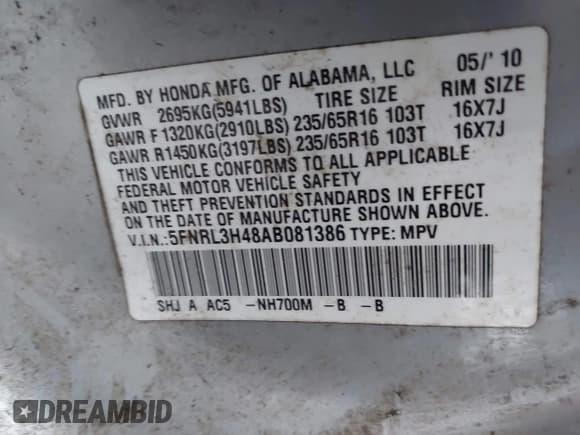 MFD. BY HONDA MFG. OF ALABAMA, LLC 05/' 10
GVWR 2695KG(5941LBS) TIRE SIZE RIM SIZE
GAWR F1320KG(2910LBS) 235/65R16 103T 16X7J
GAWR R1450KG(3197LBS) 235/65R16 103T 16X7J
THIS VEHICLE CONFORMS TO ALL APPLICABLE
FEDERAL MOTOR VEHICLE SAFETY
AND THEFT PREVENTION STANDARDS IN EFFECT
ON THE DATE OF MANUFACTURE SHOWN ABOVE.
V.I.N.: 5FNRL3H48AB081386 TYPE: MPV
SHJ A AC5 -NH700M -B -B
DREAMBID